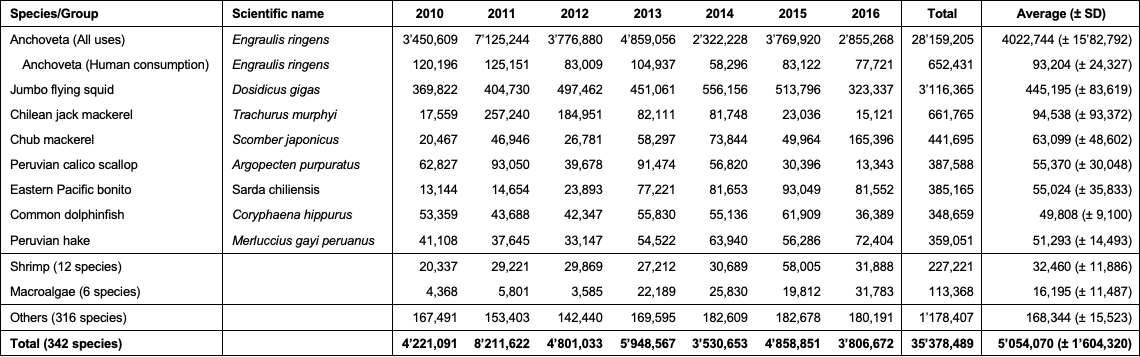 Species/Group Scientific name 2010 2011 2012 2013 2014 2015 2016 Total Average (± SD)
Anchoveta (All uses) Engraulis ringens 3'450,609 7'125,244 3'776,880 4'859,056 2'322,228 3'769,920 2'855,268 28'159,205 4022,744 (± 15'82,792)
Anchoveta (Human consumption) Engraulis ringens 120,196 125,151 83,009 104,937 58,296 83,122 77,721 652,431 93,204 (± 24,327)
Jumbo flying squid Dosidicus gigas 369,822 404,730 497,462 451,061 556,156 513,796 323,337 3'116,365 445,195 (± 83,619)
Chilean jack mackerel Trachurus murphyi 17,559 257,240 184,951 82,111 81,748 23,036 15,121 661,765 94,538 (± 93,372)
Chub mackerel Scomber japonicus 20,467 46,946 26,781 58,297 73,844 49,964 165,396 441,695 63,099 (± 48,602)
Peruvian calico scallop Argopecten purpuratus 62,827 93,050 39,678 91,474 56,820 30,396 13,343 387,588 55,370 (± 30,048)
Eastern Pacific bonito Sarda chiliensis 13,144 14,654 23,893 77,221 81,653 93,049 81,552 385,165 55,024 (± 35,833)
Common dolphinfish Coryphaena hippurus 53,359 43,688 42,347 55,830 55,136 61,909 36,389 348,659 49,808 (± 9,100)
Peruvian hake Merluccius gayi peruanus 41,108 37,645 33,147 54,522 63,940 56,286 72,404 359,051 51,293 (± 14,493)
Shrimp (12 species) 20,337 29,221 29,869 27,212 30,689 58,005 31,888 227,221 32,460 (± 11,886)
Macroalgae (6 species) 4,368 5,801 3,585 22,189 25,830 19,812 31,783 113,368 16,195 (± 11,487)
Others (316 species) 167,491 153,403 142,440 169,595 182,609 182,678 180,191 1'178,407 168,344 (± 15,523)
Total (342 species) 4'221,091 8'211,622 4'801,033 5'948,567 3'530,653 4'858,851 3'806,672 35'378,489 5'054,070 (± 1'604,320)